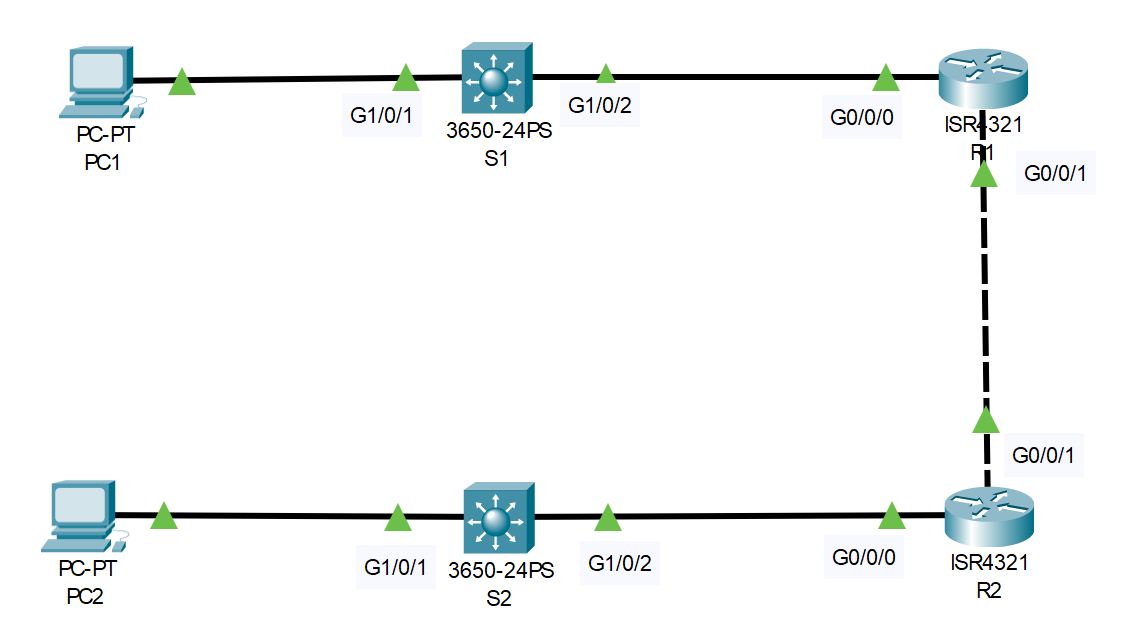 PC-PT
PC1
G1/0/1
3650-24PS
S1
G1/0/2
G0/0/0
ISR4321
R1
G0/0/1
G0/0/1
PC-PT
PC2
G1/0/1
3650-24PS
S2
G1/0/2
G0/0/0
ISR4321
R2